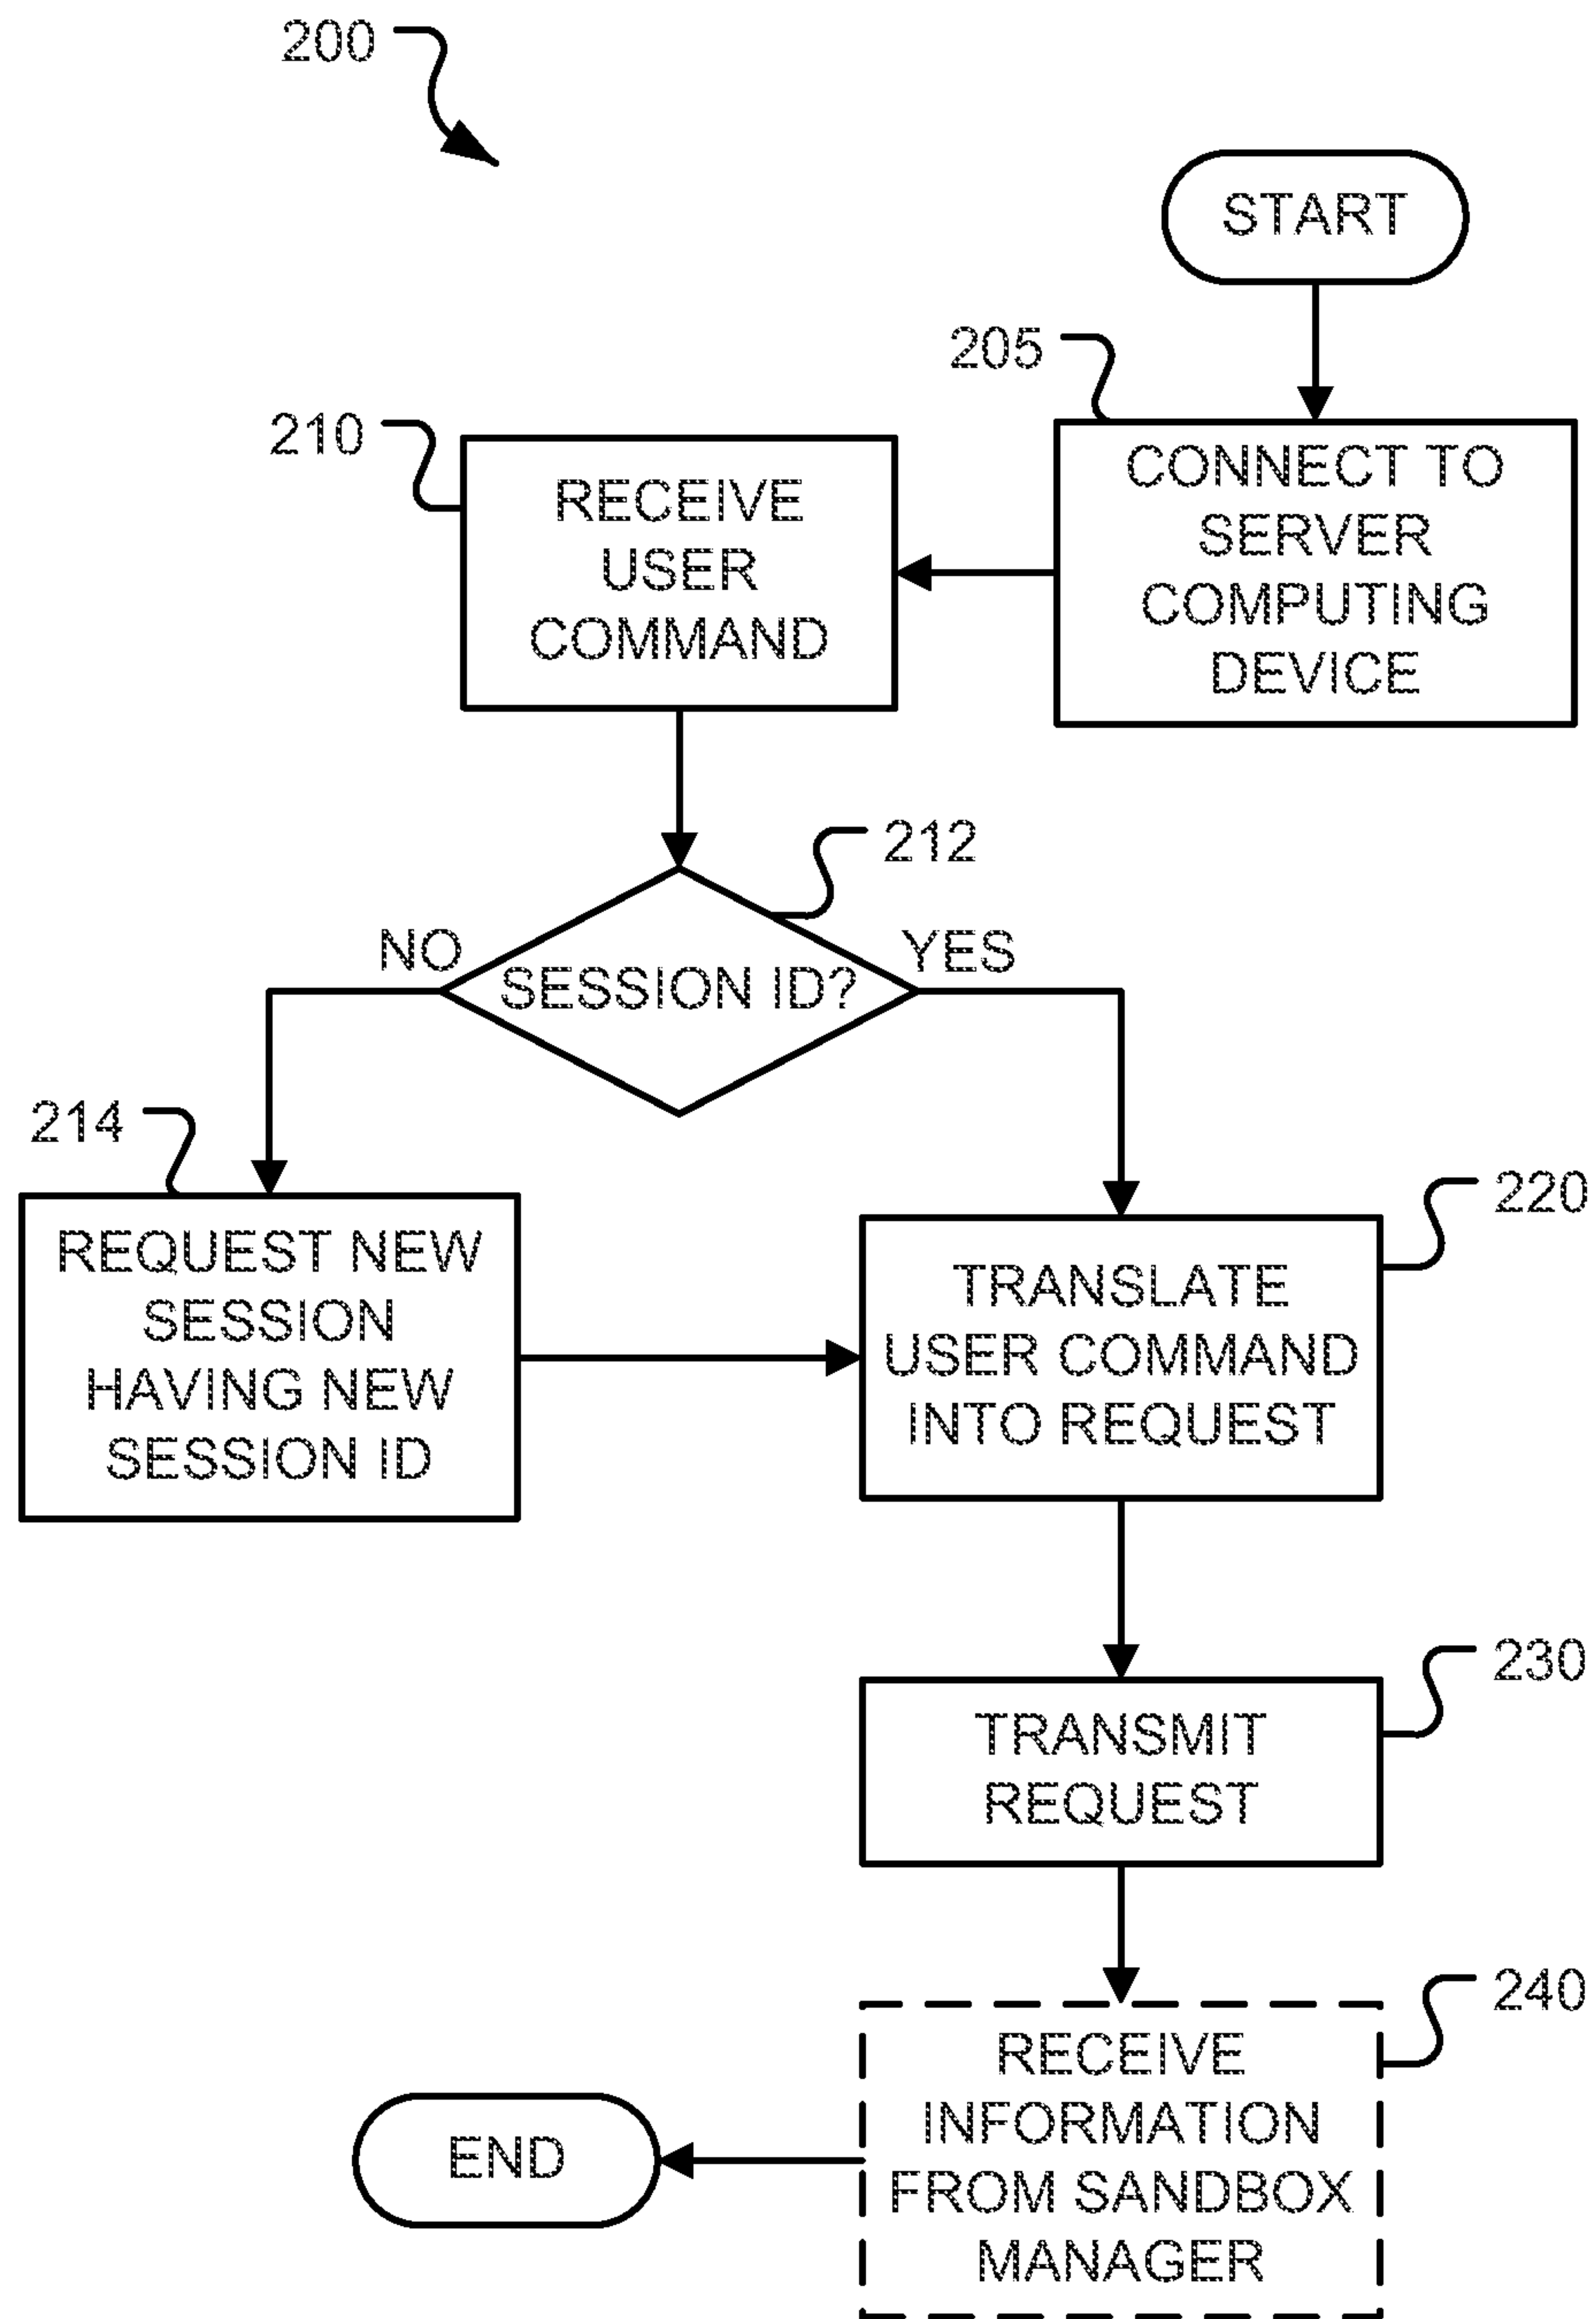 200
START
205
CONNECT TO
SERVER
COMPUTING
DEVICE
210
RECEIVE
USER
COMMAND
212
NO
SESSION ID?
YES
214
REQUEST NEW
SESSION
HAVING NEW
SESSION ID
220
TRANSLATE
USER COMMAND
INTO REQUEST
230
TRANSMIT
REQUEST
240
RECEIVE
INFORMATION
FROM SANDBOX
MANAGER
END